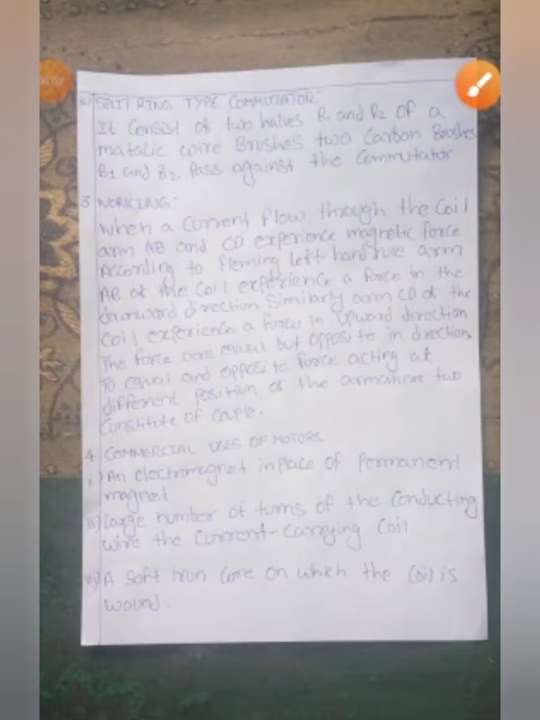 SPLIT RING TYPE COMMUTATOR:
It Consist of two halves R1 and R2 of a
matalic wire Brushes two Carbon Brushes
B1 and B2 Pass against the Commutator
3 WORKING:
When a Current flow through the Coil
arm AB and CD experience magnetic force
According to fleming left hand rule arm
AB of the Coil experience a force in the
downward direction Similarly arm CD of the
Coil experience a force in Upward direction
The force are equal but opposite in direction
To equal and opposite force acting at
different position of the armature two
Constitute of Couple.
4 COMMERCIAL USES OF MOTORS
i) An electromagnet in place of Permanent
magnet
ii) large number of turns of the Conducting
wire the Current-Carrying Coil
iii) A Soft Iron Core on which the Coil is
wound